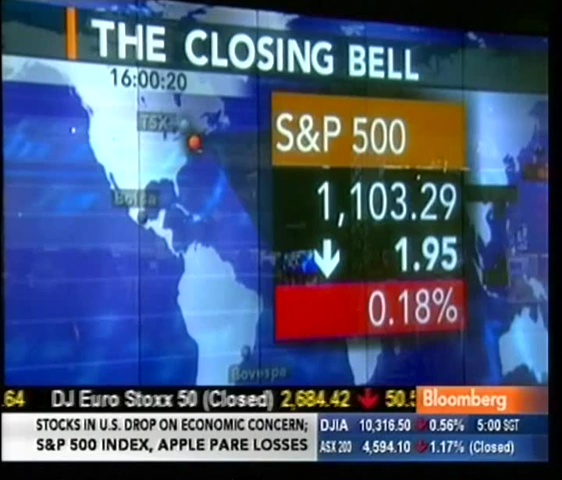 THE CLOSING BELL
16:00:20
TSX
S&P 500
Bolsa
1,103.29
1.95
0.18%
Bovespa
.64 DJ Euro Stoxx 50 (Closed) 2,684.42 50.5
Bloomberg
STOCKS IN U.S. DROP ON ECONOMIC CONCERN;
S&P 500 INDEX, APPLE PARE LOSSES
DJIA 10,316.50 0.56% 5:00 SGT
ASX 200 4,594.10 1.17% (Closed)